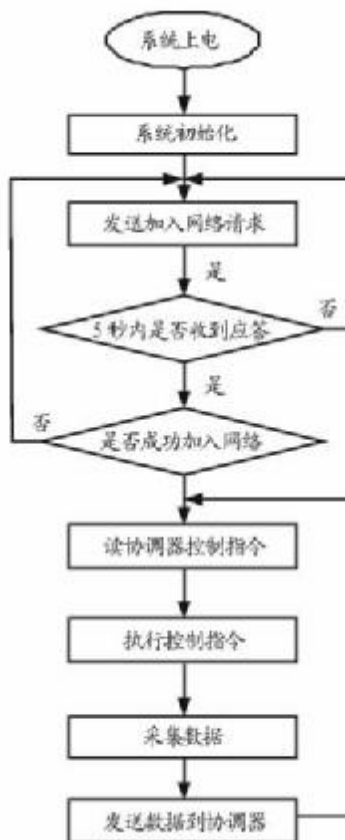 系统上电
系统初始化
发送加入网络请求
是
5秒内是否收到点答
否
是
否
是否成功加入网络
读协调器控制指令
执行控制指令
采集数据
发送数据到协调器